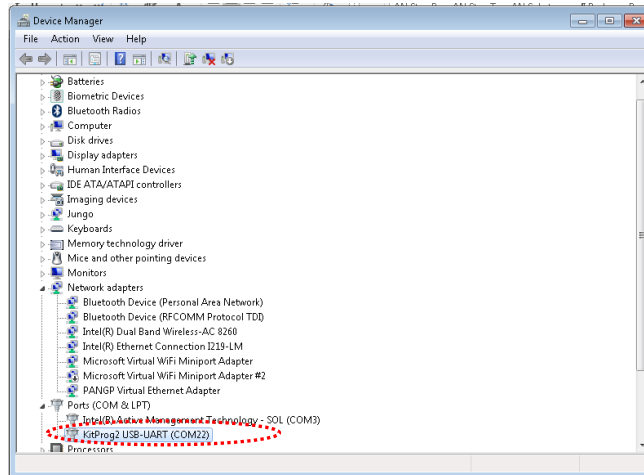 Device Manager
File Action View Help
Batteries
Biometric Devices
Bluetooth Radios
Computer
Disk drives
Display adapters
Human Interface Devices
IDE ATA/ATAPI controllers
Imaging devices
Jungo
Keyboards
Memory technology driver
Mice and other pointing devices
Monitors
Network adapters
Bluetooth Device (Personal Area Network)
Bluetooth Device (RFCOMM Protocol TDI)
Intel(R) Dual Band Wireless-AC 8260
Intel(R) Ethernet Connection I219-LM
Microsoft Virtual WiFi Miniport Adapter
Microsoft Virtual WiFi Miniport Adapter #2
PANGP Virtual Ethernet Adapter
Ports (COM & LPT)
Intel(R) Active Management Technology - SOL (COM3)
KitProg2 USB-UART (COM22)
Processors